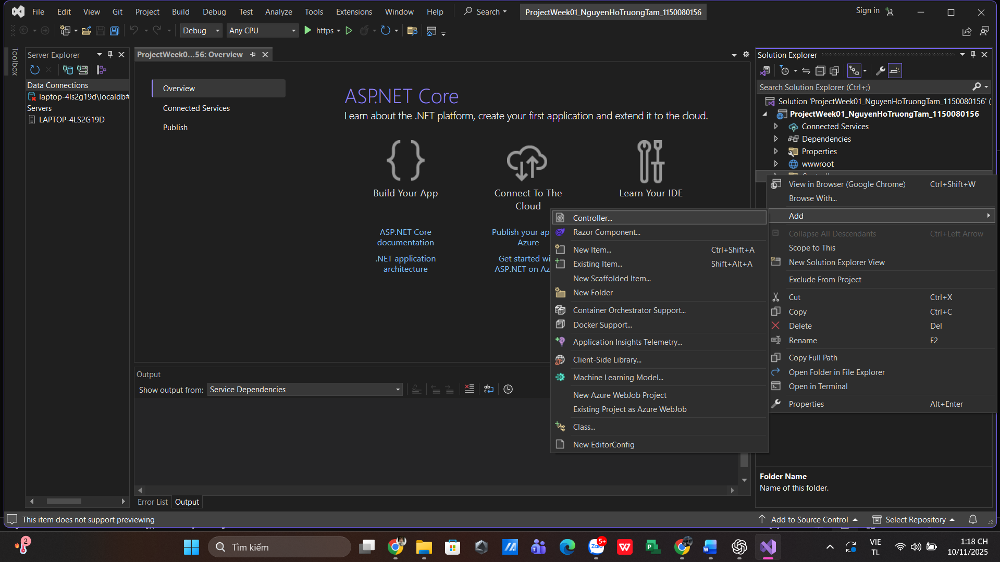 File Edit View Git Project Build Debug Test Analyze Tools Extensions Window Help Search ProjectWeek01_NguyenHoTruongTam_1150080156 Sign in
Debug Any CPU https
Toolbox
Server Explorer
Data Connections
laptop-4ls2g19d\localdb#
Servers
LAPTOP-4LS2G19D
ProjectWeek0...56: Overview
Overview
Connected Services
Publish
ASP.NET Core
Learn about the .NET platform, create your first application and extend it to the cloud.
Build Your App
Connect To The
Cloud
Learn Your IDE
ASP.NET Core
documentation
.NET application
architecture
Publish your ap
Azure
Get started wi
ASP.NET on Az
Controller...
Razor Component...
New Item... Ctrl+Shift+A
Existing Item... Shift+Alt+A
New Scaffolded Item...
New Folder
Container Orchestrator Support...
Docker Support...
Application Insights Telemetry...
Client-Side Library...
Machine Learning Model...
New Azure WebJob Project
Existing Project as Azure WebJob
Class...
New EditorConfig
Solution Explorer
Search Solution Explorer (Ctrl+;)
Solution 'ProjectWeek01_NguyenHoTruongTam_1150080156' (
ProjectWeek01_NguyenHoTruongTam_1150080156
Connected Services
Dependencies
Properties
wwwroot
View in Browser (Google Chrome) Ctrl+Shift+W
Browse With...
Add
Collapse All Descendants Ctrl+Left Arrow
Scope to This
New Solution Explorer View
Exclude From Project
Cut Ctrl+X
Copy Ctrl+C
Delete Del
Rename F2
Copy Full Path
Open Folder in File Explorer
Open in Terminal
Properties Alt+Enter
Folder Name
Name of this folder.
Output
Show output from: Service Dependencies
Error List Output
This item does not support previewing
Add to Source Control Select Repository
2
Tìm kiếm
Zalo
5+
VIE
TL
1:18 CH
10/11/2025